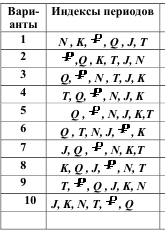 Вари-
анты Индексы периодов
1 N , K, ₽ , Q , J, T
2 ₽ ,Q , K, T, J, N
3 Q, ₽ , N , T, J, K
4 T, Q, ₽ , N, J, K
5 Q , ₽ , N, J, K,T
6 Q , T, N, J, ₽ , K
7 J, Q , ₽ , N, K,T
8 K, Q , J, ₽ , N, T
9 T, ₽ , Q , J, K, N
10 J, K, N, T, ₽ , Q